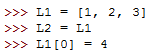 >>> L1 = [1, 2, 3]
>>> L2 = L1
>>> L1[0] = 4